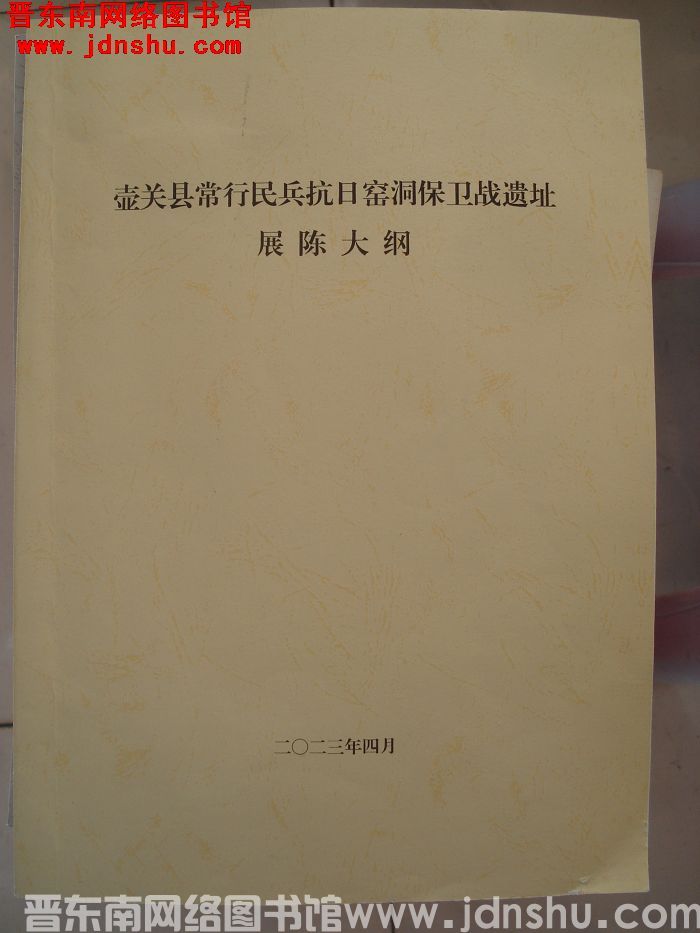 晋东南网络图书馆
www.jdnshu.com
壶关县常行民兵抗日窑洞保卫战遗址
展陈大纲
二〇二三年四月
晋东南网络图书馆www.jdnshu.com